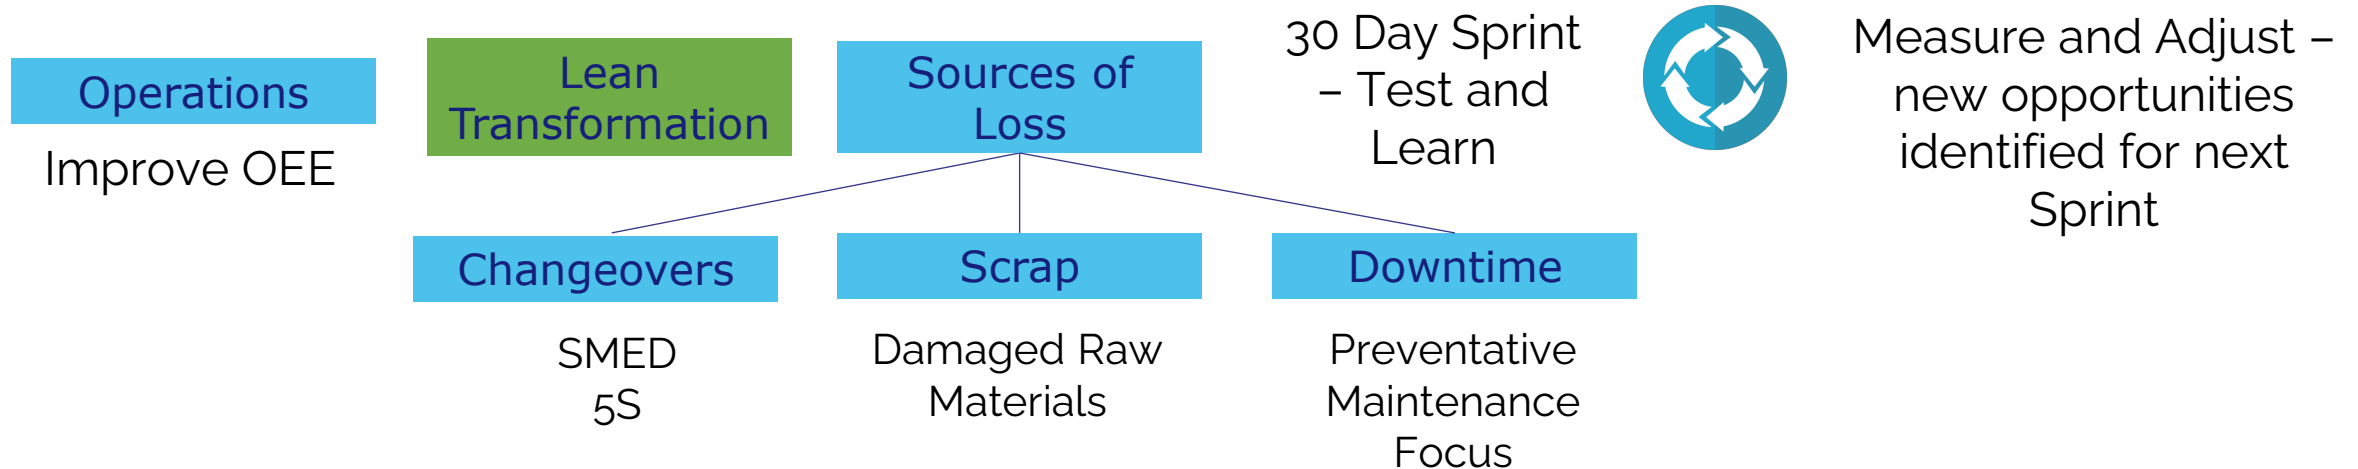 Operations
Improve OEE
Lean
Transformation
Sources of
Loss
30 Day Sprint
– Test and
Learn
Measure and Adjust –
new opportunities
identified for next
Sprint
Changeovers
SMED
5S
Scrap
Damaged Raw
Materials
Downtime
Preventative
Maintenance
Focus